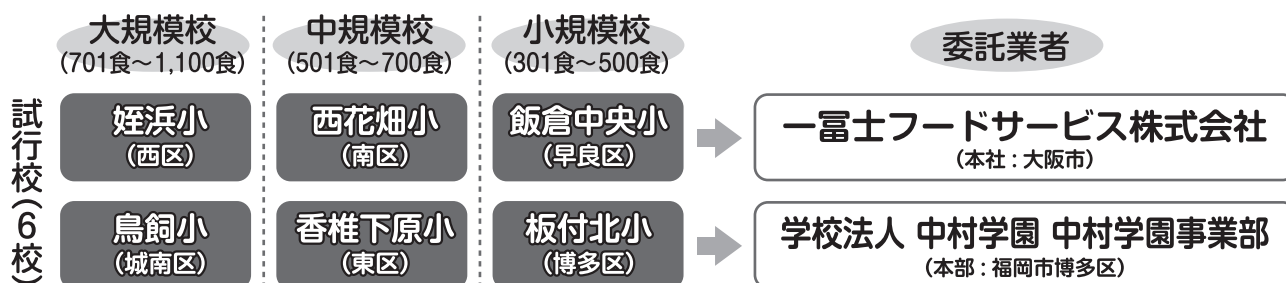 大規模校
(701食～1,100食)
中規模校
(501食～700食)
小規模校
(301食～500食)
委託業者
試行校(6校)
姪浜小
(西区)
西花畑小
(南区)
飯倉中央小
(早良区)
一冨士フードサービス株式会社
(本社:大阪市)
鳥飼小
(城南区)
香椎下原小
(東区)
板付北小
(博多区)
学校法人 中村学園 中村学園事業部
(本部:福岡市博多区)